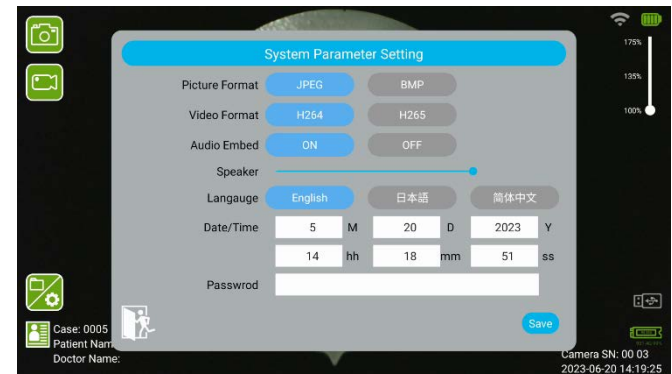 System Parameter Setting
Picture Format JPEG BMP
Video Format H264 H265
Audio Embed ON OFF
Speaker
Langauge English 日本語 简体中文
Date/Time 5 M 20 D 2023 Y
14 hh 18 mm 51 ss
Passwrod
Save
175%
135%
100%
Case: 0005
Patient Nam
Doctor Name:
Camera SN: 00 03
2023-06-20 14:19:25